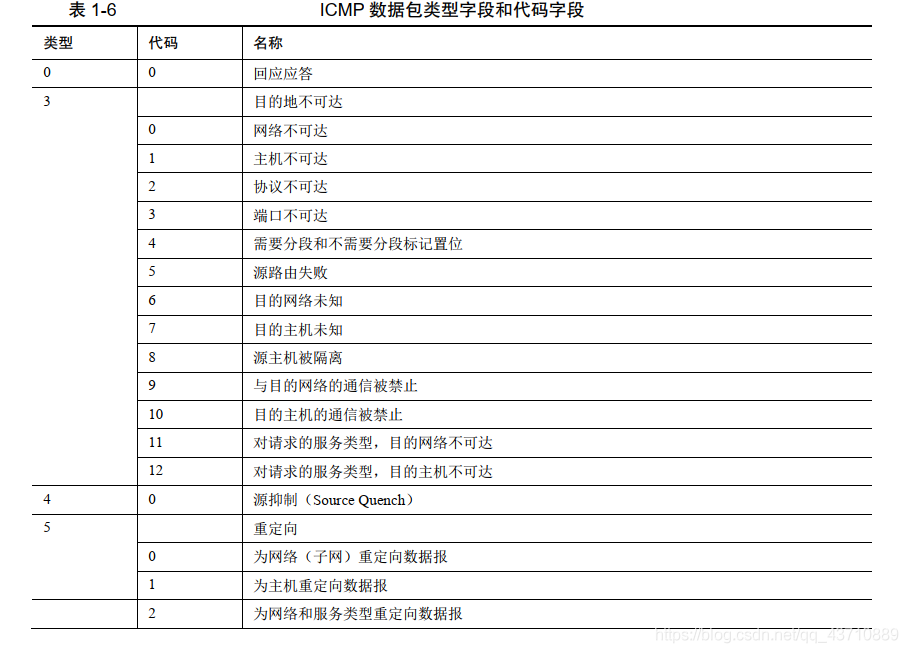 表 1-6 ICMP 数据包类型字段和代码字段
类型 代码 名称
0 0 回应应答
3 目的地不可达
0 网络不可达
1 主机不可达
2 协议不可达
3 端口不可达
4 需要分段和不需要分段标记置位
5 源路由失败
6 目的网络未知
7 目的主机未知
8 源主机被隔离
9 与目的网络的通信被禁止
10 目的主机的通信被禁止
11 对请求的服务类型，目的网络不可达
12 对请求的服务类型，目的主机不可达
4 0 源抑制（Source Quench）
5 重定向
0 为网络（子网）重定向数据报
1 为主机重定向数据报
2 为网络和服务类型重定向数据报
https://blog.csdn.net/qq_43710889